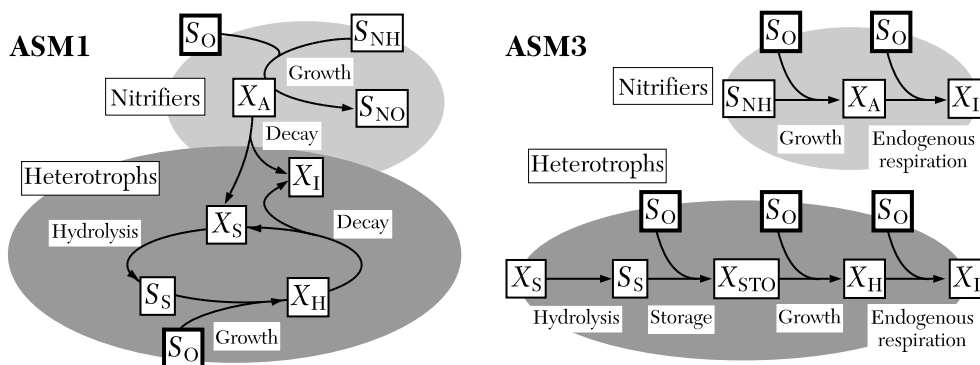 ASM1
S_O
S_NH
Growth
Nitrifiers
X_A
S_NO
Decay
Heterotrophs
X_I
X_S
Decay
Hydrolysis
S_S
X_H
Growth
S_O
ASM3
S_O
S_O
Nitrifiers
S_NH
X_A
X_I
Growth
Endogenous
respiration
Heterotrophs
S_O
S_O
S_O
X_S
S_S
X_STO
X_H
X_I
Hydrolysis
Storage
Growth
Endogenous
respiration